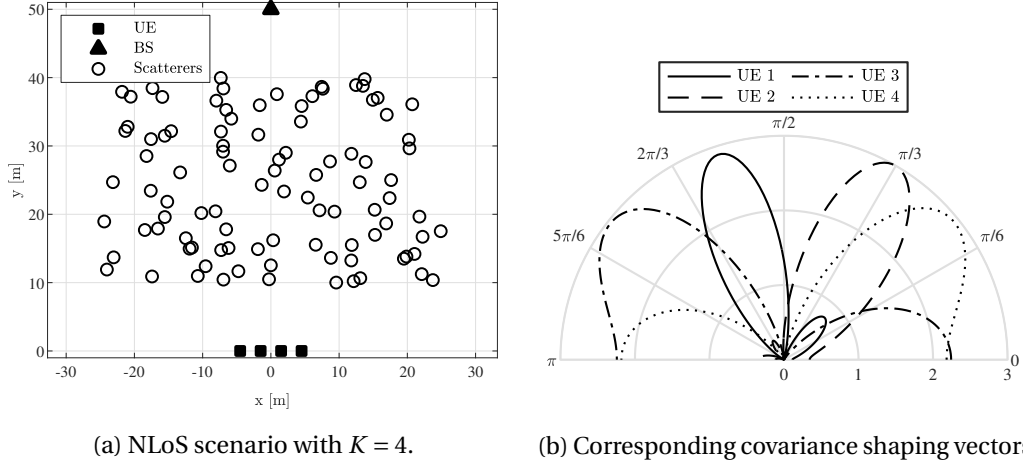 50
40
30
20
10
0
-30
-20
-10
0
10
20
30
y [m]
x [m]
UE
BS
Scatterers
(a) NLoS scenario with K = 4.
UE 1
UE 3
UE 2
UE 4
π/2
2π/3
π/3
5π/6
π/6
π
0
0
1
2
3
(b) Corresponding covariance shaping vectors